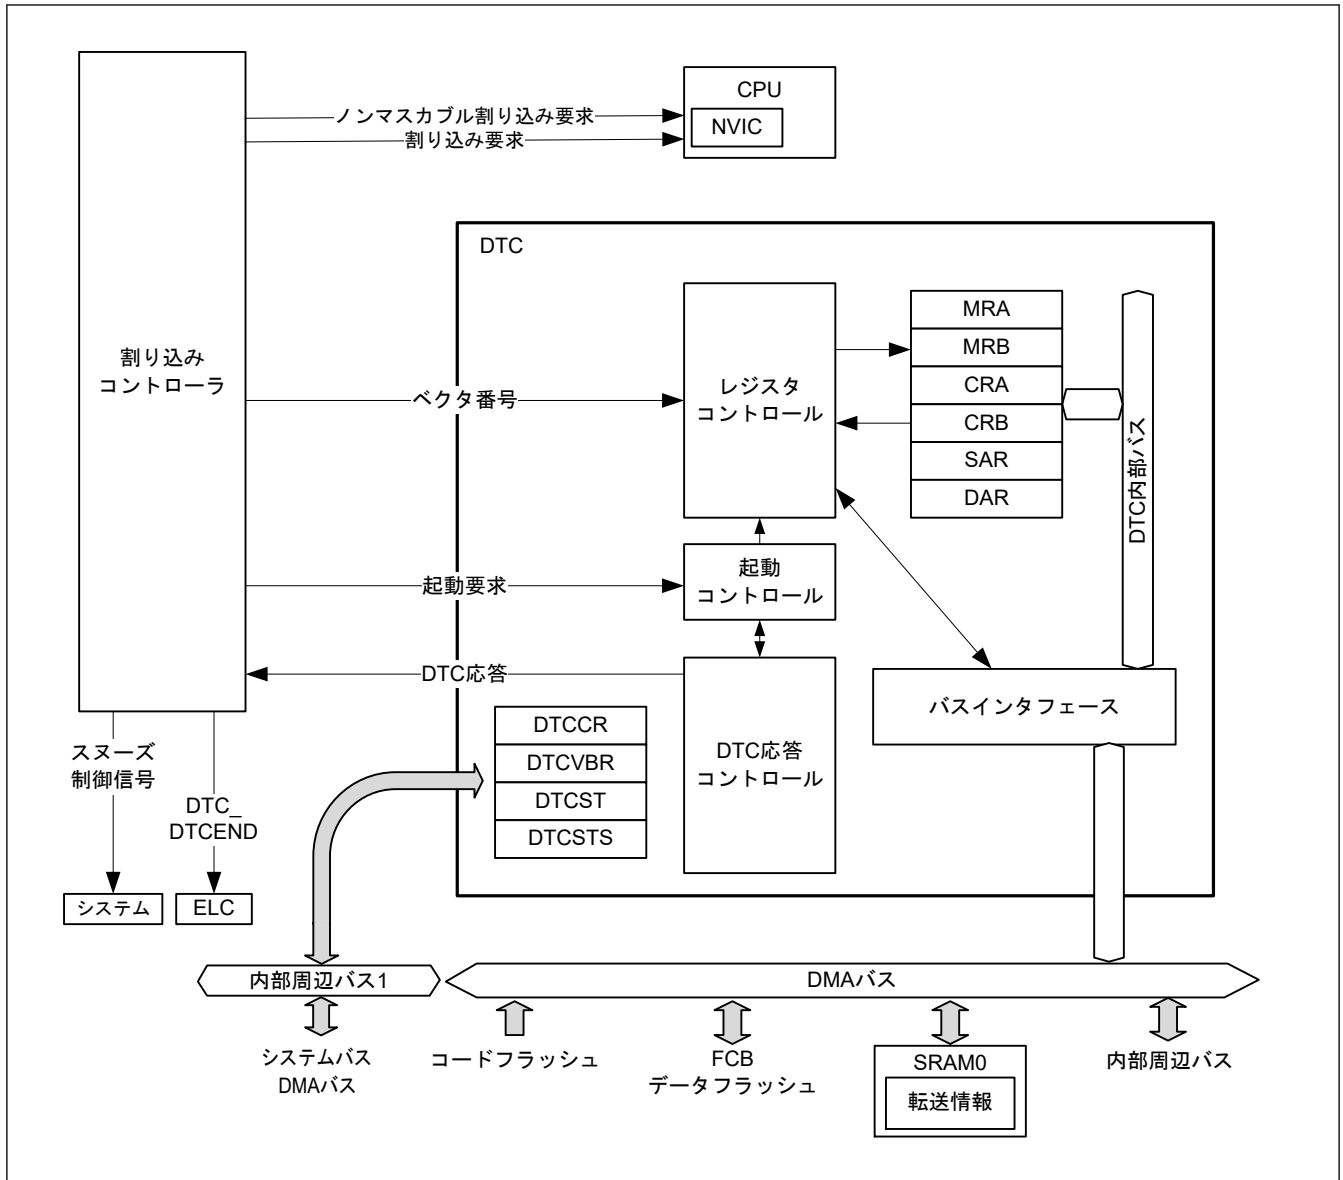 CPU
NVIC
ノンマスカブル割り込み要求
割り込み要求
DTC
割り込み
コントローラ
ベクタ番号
レジスタ
コントロール
MRA
MRB
CRA
CRB
SAR
DAR
DTC内部バス
起動要求
起動
コントロール
DTC応答
DTC応答
コントロール
バスインタフェース
DTCCR
DTCVBR
DTCST
DTCSTS
スヌーズ
制御信号
DTC_
DTCEND
システム
ELC
内部周辺バス1
DMAバス
システムバス
DMAバス
コードフラッシュ
FCB
データフラッシュ
SRAM0
転送情報
内部周辺バス